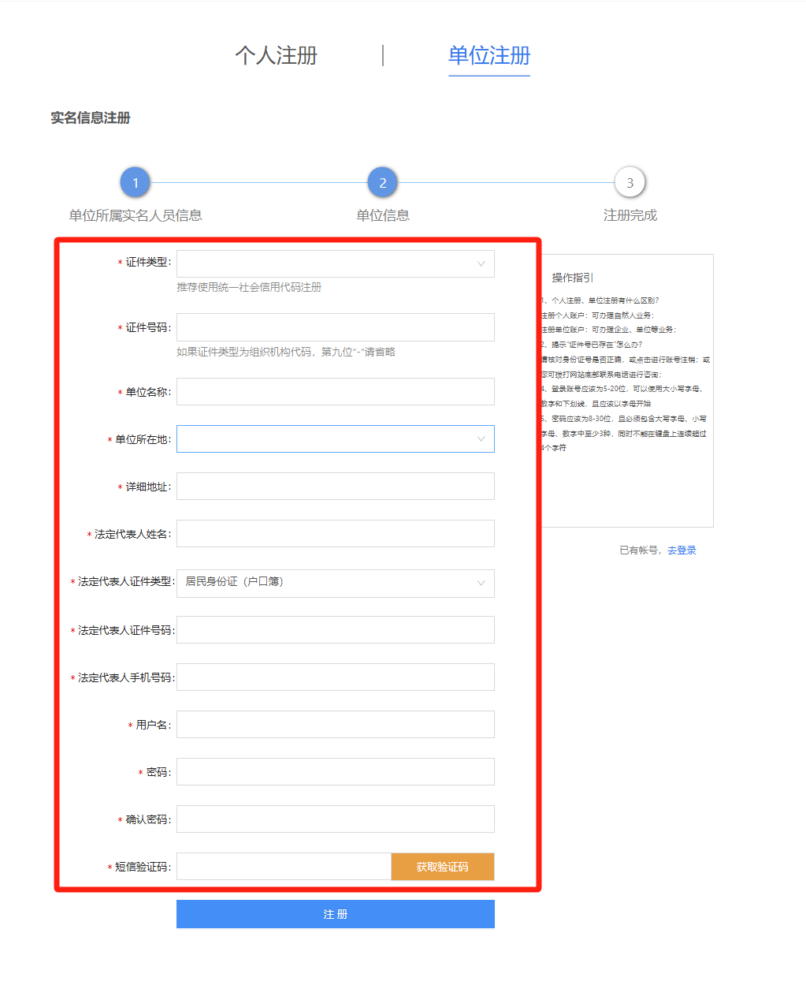 个人注册 | 单位注册
实名信息注册
1 2 3
单位所属实名人员信息 单位信息 注册完成
* 证件类型：
推荐使用统一社会信用代码注册
* 证件号码：
如果证件类型为组织机构代码，第九位"-"请省略
* 单位名称：
* 单位所在地：
* 详细地址：
* 法定代表人姓名：
* 法定代表人证件类型： 居民身份证（户口簿）
* 法定代表人证件号码：
* 法定代表人手机号码：
* 用户名：
* 密码：
* 确认密码：
* 短信验证码： 获取验证码
注 册
操作指引
1、个人注册、单位注册有什么区别？
注册个人账户：可办理自然人业务；
注册单位账户：可办理企业、单位等业务；
2、提示"证件号已存在"怎么办？
请核对身份证号是否正确，或点击进行账号注销；或
您可拨打网站底部联系电话进行咨询；
4、登录账号应该为5-20位，可以使用大小写字母、
数字和下划线，且应该以字母开始
5、密码应该为8-30位，且必须包含大写字母、小写
字母、数字中至少3种，同时不能在键盘上连续超过
4个字符
已有帐号，去登录